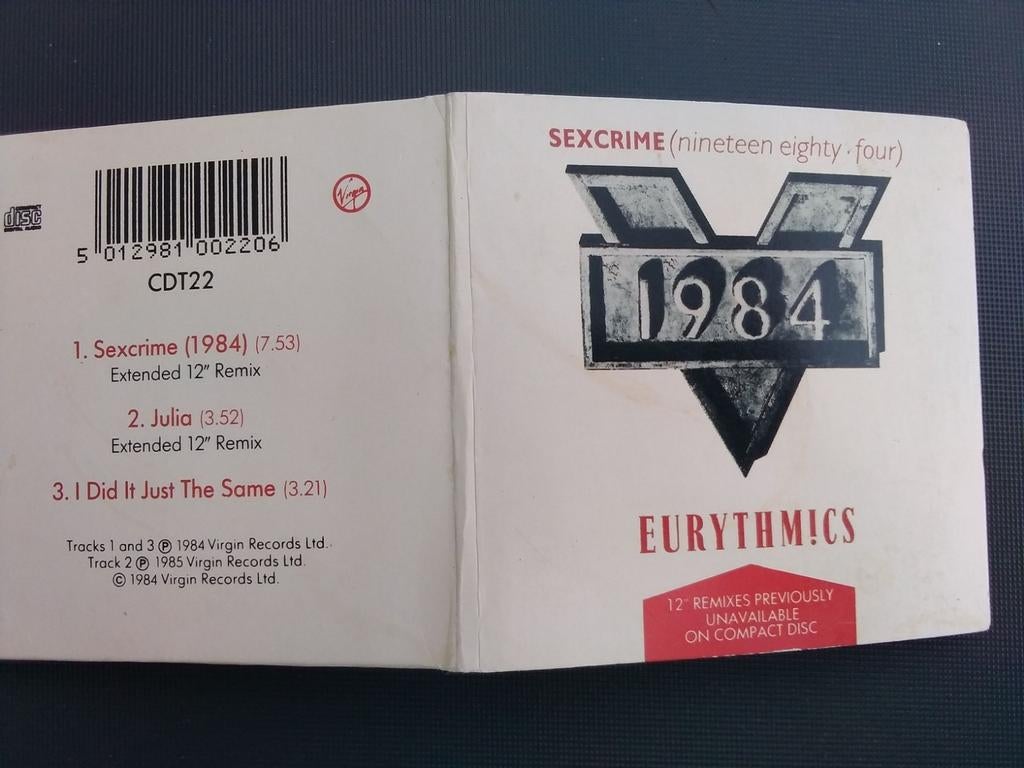 disc
DIGITAL AUDIO
5 012981 002206
Virgin
CDT22
1. Sexcrime (1984) (7.53)
Extended 12" Remix
2. Julia (3.52)
Extended 12" Remix
3. I Did It Just The Same (3.21)
Tracks 1 and 3 Ⓟ 1984 Virgin Records Ltd.
Track 2 Ⓟ 1985 Virgin Records Ltd.
© 1984 Virgin Records Ltd.
SEXCRIME (nineteen eighty · four)
1984
EURYTHM!CS
12" REMIXES PREVIOUSLY
UNAVAILABLE
ON COMPACT DISC